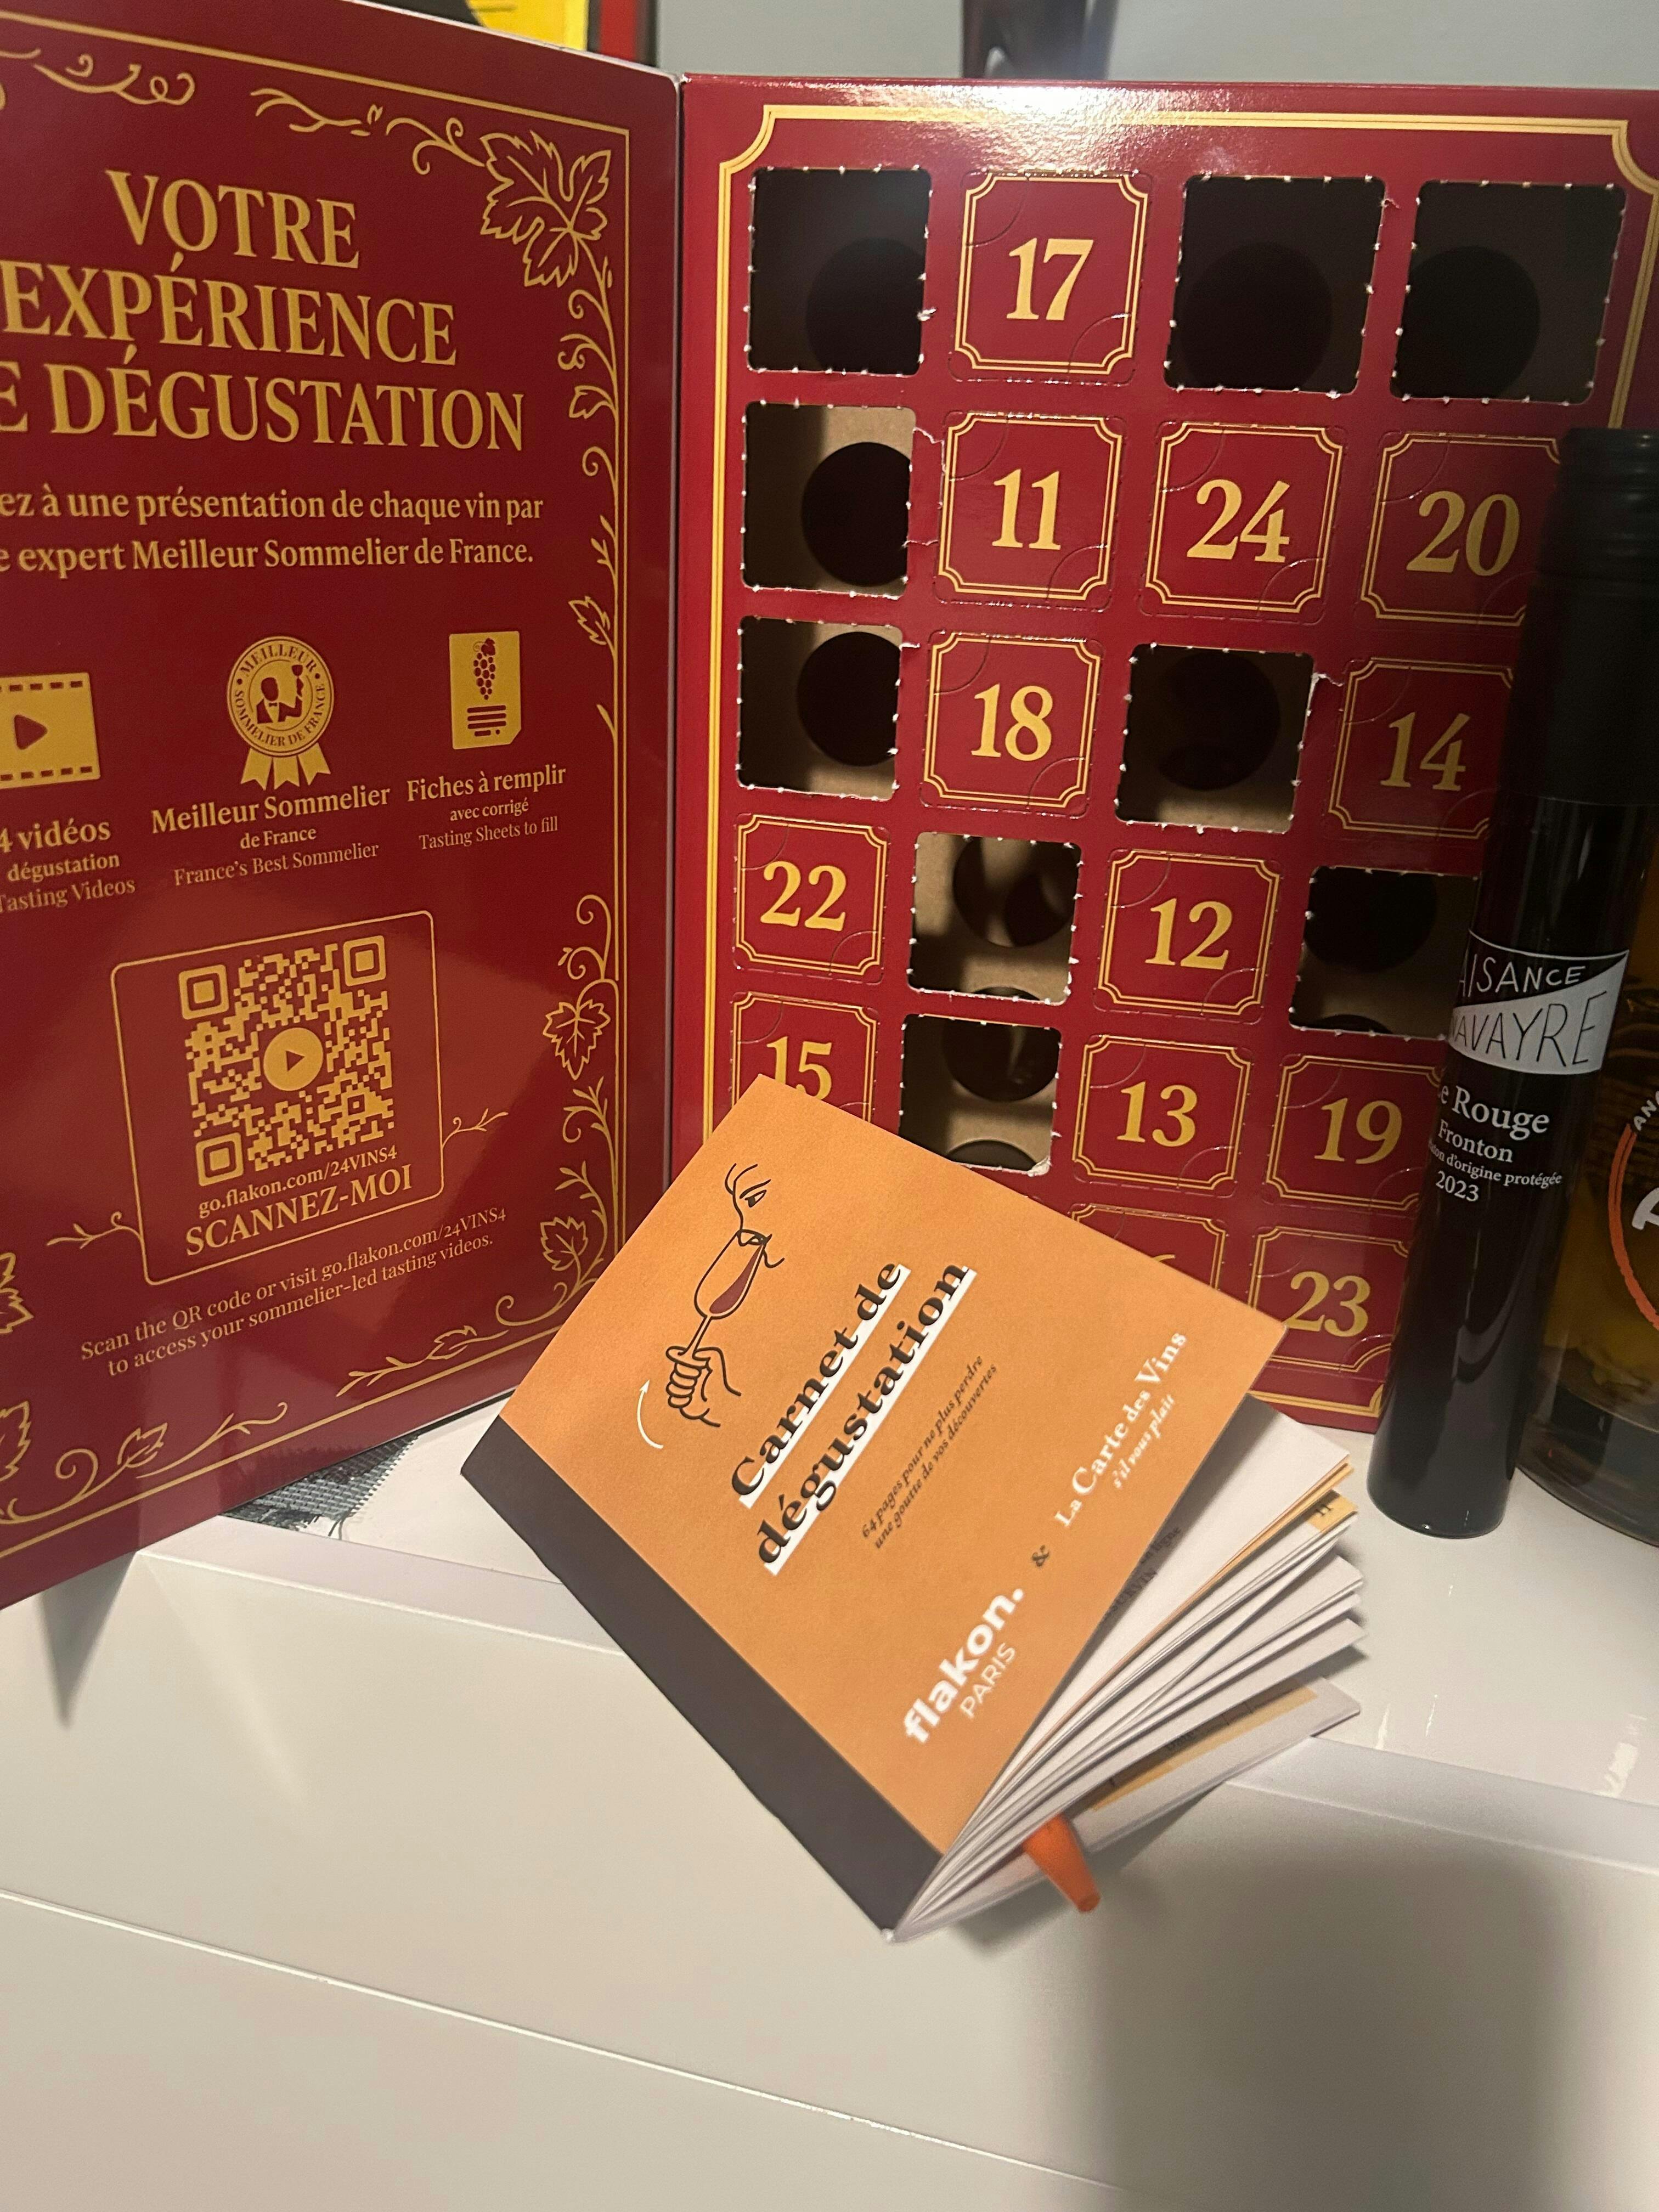 VOTRE
EXPÉRIENCE
DÉGUSTATION
à une présentation de chaque vin par
expert Meilleur Sommelier de France.
MEILLEUR
SOMMELIER DE FRANCE
vidéos
dégustation
Tasting Videos
Meilleur Sommelier
de France
France's Best Sommelier
Fiches à remplir
avec corrigé
Tasting Sheets to fill
go.flakon.com/24VINS4
SCANNEZ-MOI
Scan the QR code or visit go.flakon.com/24VINS4
to access your sommelier-led tasting videos.
17
11
24
20
18
14
22
12
15
13
19
23
Rouge
Fronton
d'origine protégée
2023
Carnet de
dégustation
64 pages pour ne plus perdre
une goutte de vos découvertes
flakon.
PARIS
&
La Carte des Vins
s'il vous plait